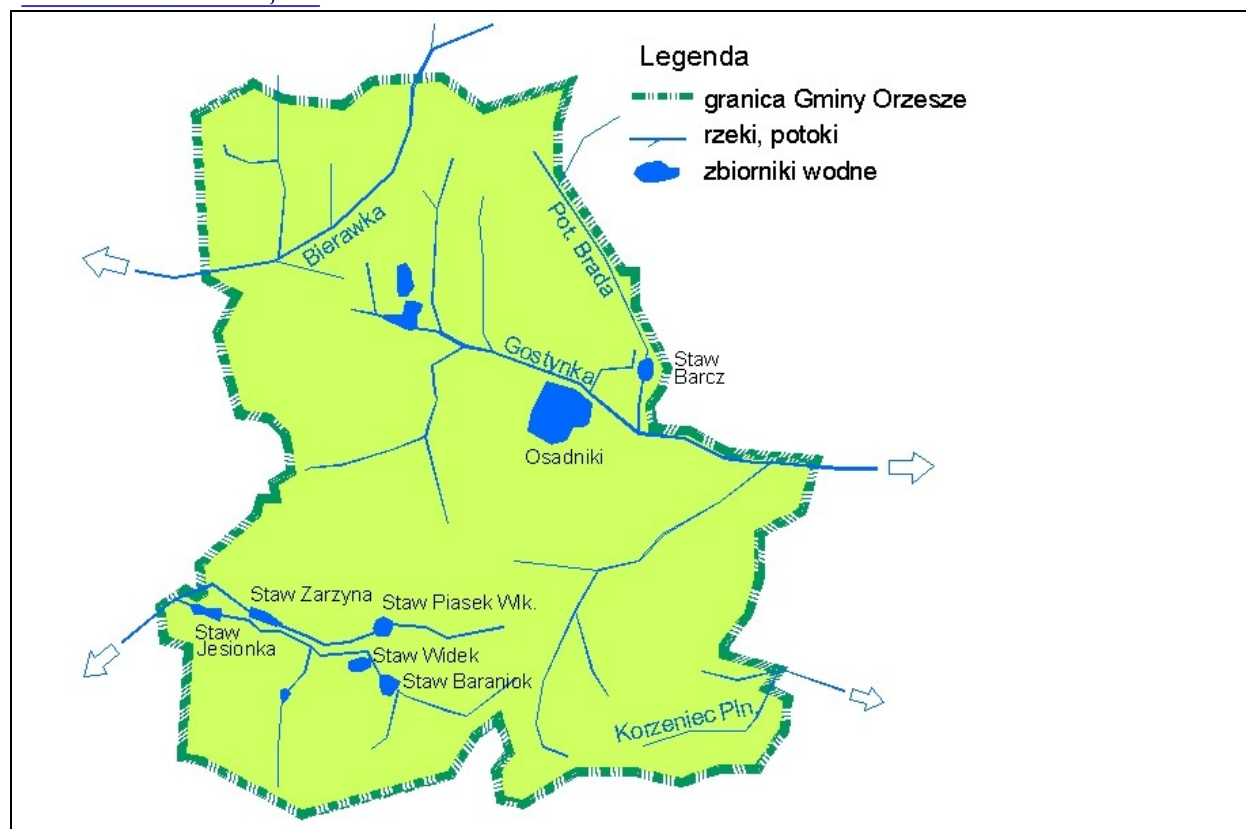 Legenda
granica Gminy Orzesze
rzeki, potoki
zbiorniki wodne
Bierawka
Pot. Brada
Gostynka
Staw
Barcz
Osadniki
Staw Zarzyna
Staw Piasek Wlk.
Staw
Jesionka
Staw Widek
Staw Baraniok
Korzeniec Płn.